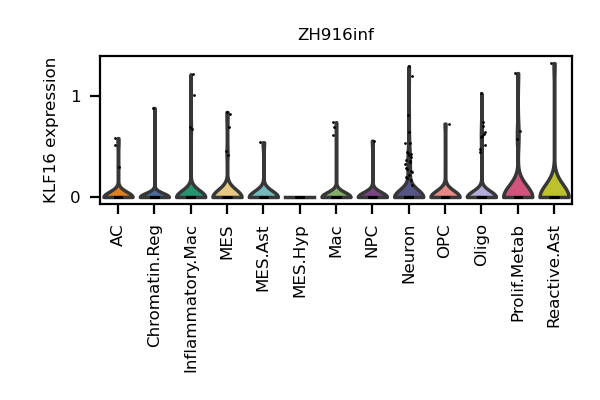 ZH916inf
KLF16 expression
1
0
AC
Chromatin.Reg
Inflammatory.Mac
MES
MES.Ast
MES.Hyp
Mac
NPC
Neuron
OPC
Oligo
Prolif.Metab
Reactive.Ast